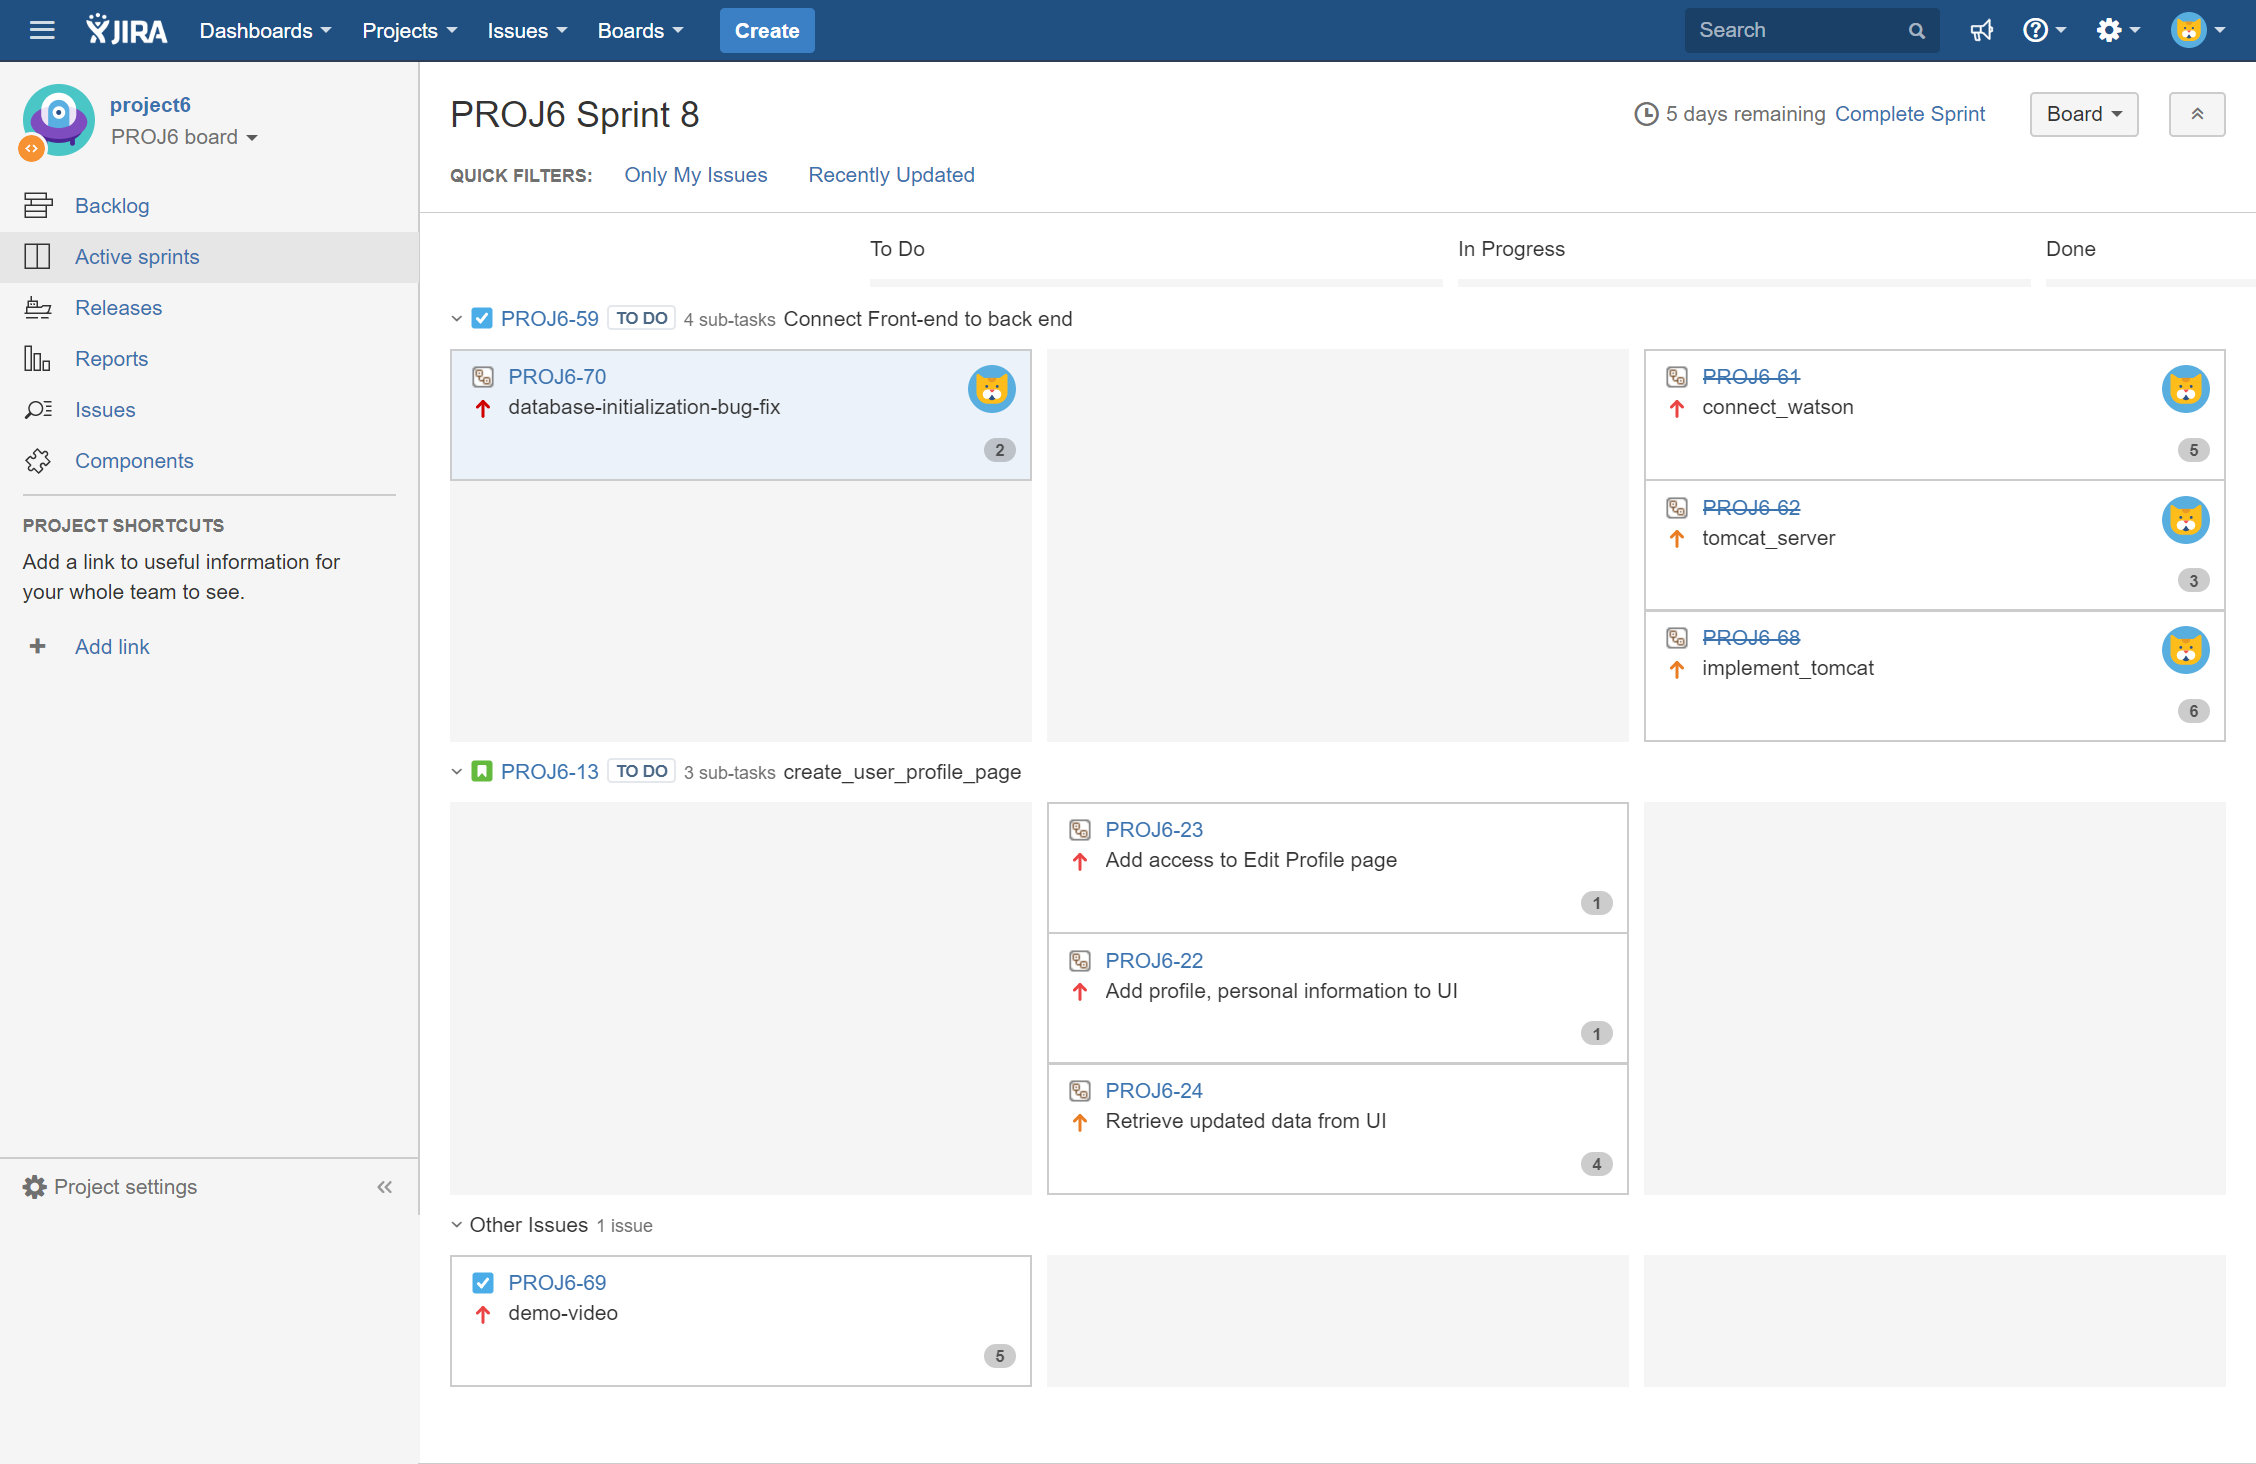 JIRA Dashboards Projects Issues Boards Create Search
project6
PROJ6 board
Backlog
Active sprints
Releases
Reports
Issues
Components
PROJECT SHORTCUTS
Add a link to useful information for
your whole team to see.
Add link
Project settings
PROJ6 Sprint 8
5 days remaining Complete Sprint Board
QUICK FILTERS: Only My Issues Recently Updated
To Do In Progress Done
PROJ6-59 TO DO 4 sub-tasks Connect Front-end to back end
PROJ6-70
database-initialization-bug-fix
2
PROJ6-61
connect_watson
5
PROJ6-62
tomcat_server
3
PROJ6-68
implement_tomcat
6
PROJ6-13 TO DO 3 sub-tasks create_user_profile_page
PROJ6-23
Add access to Edit Profile page
1
PROJ6-22
Add profile, personal information to UI
1
PROJ6-24
Retrieve updated data from UI
4
Other Issues 1 issue
PROJ6-69
demo-video
5